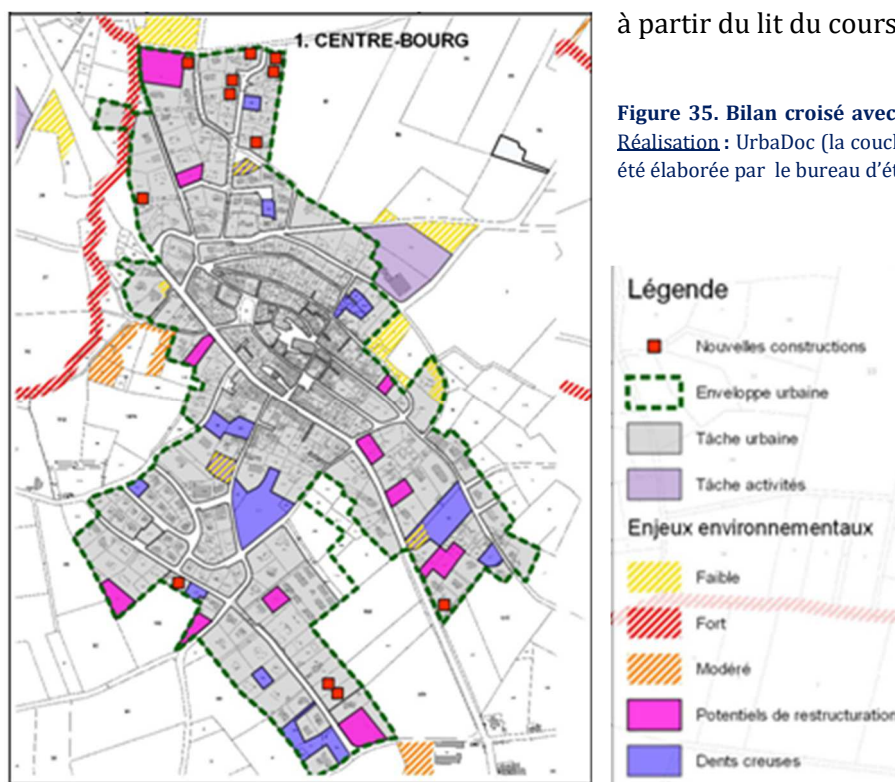 1. CENTRE-BOURG
à partir du lit du cours
Figure 35. Bilan croisé avec
Réalisation : UrbaDoc (la couch
été élaborée par le bureau d'ét
Légende
Nouvelles constructions
Enveloppe urbaine
Tâche urbaine
Tâche activités
Enjeux environnementaux
Faible
Fort
Modéré
Potentiels de restructuration
Dents creuses